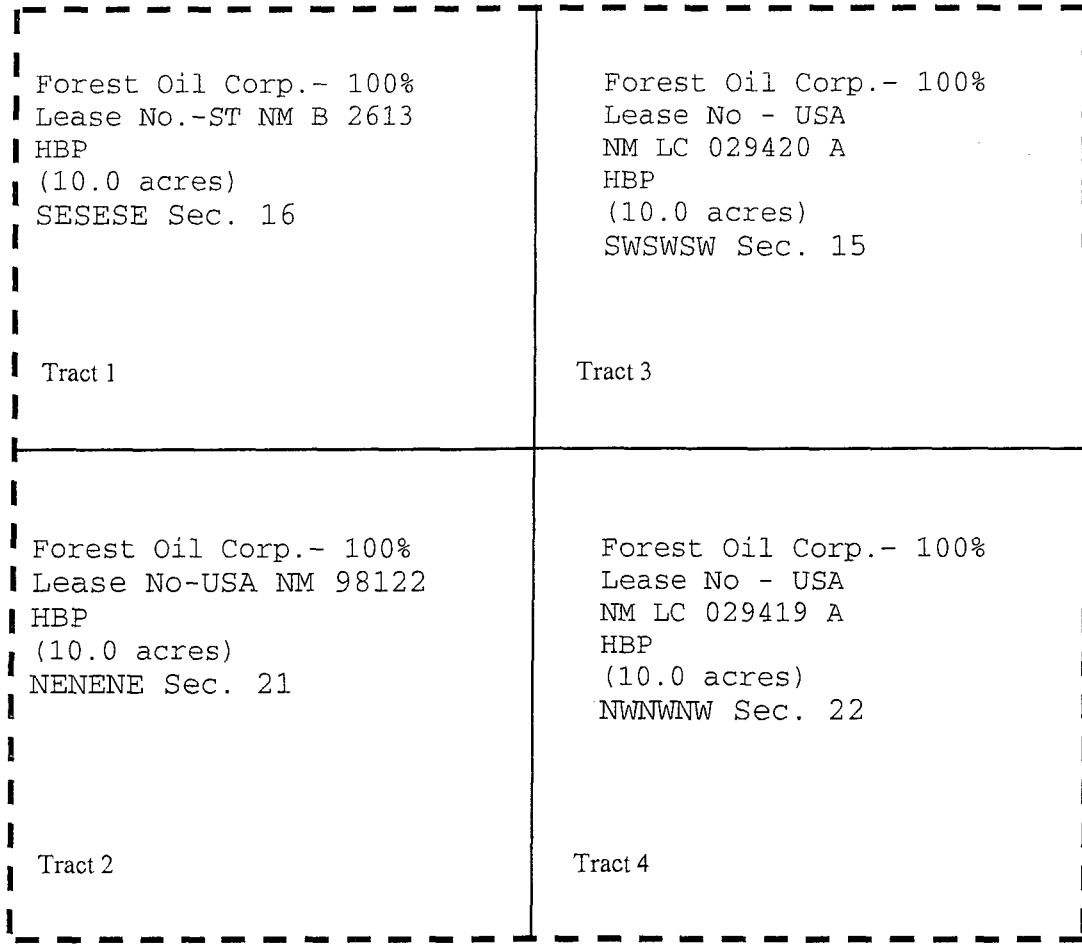 Forest Oil Corp.- 100%
Lease No.-ST NM B 2613
HBP
(10.0 acres)
SESESE Sec. 16
Tract 1
Forest Oil Corp.- 100%
Lease No - USA
NM LC 029420 A
HBP
(10.0 acres)
SWSWSW Sec. 15
Tract 3
Forest Oil Corp.- 100%
Lease No-USA NM 98122
HBP
(10.0 acres)
NENENE Sec. 21
Tract 2
Forest Oil Corp.- 100%
Lease No - USA
NM LC 029419 A
HBP
(10.0 acres)
NWNWNW Sec. 22
Tract 4